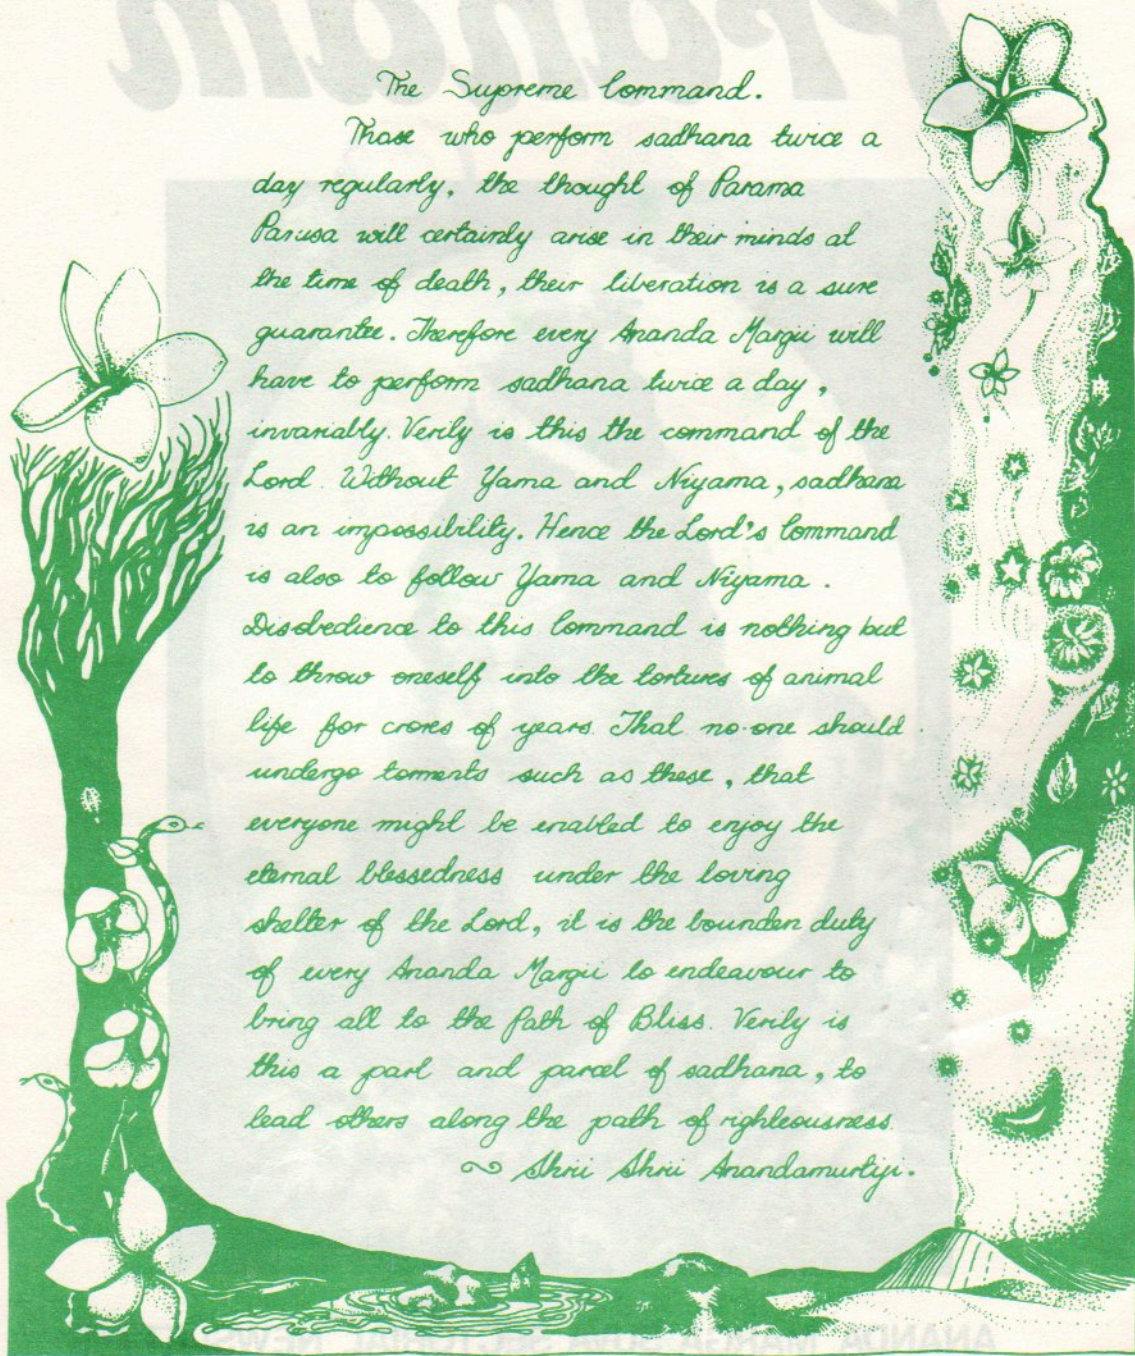 The Supreme Command.
Those who perform sadhana twice a
day regularly, the thought of Parama
Parusa will certainly arise in their minds at
the time of death, their liberation is a sure
guarantee. Therefore every Ananda Margii will
have to perform sadhana twice a day,
invariably. Verily is this the command of the
Lord. Without Yama and Niyama, sadhana
is an impossibility. Hence the Lord's Command
is also to follow Yama and Niyama.
Disobedience to this Command is nothing but
to throw oneself into the tortures of animal
life for crores of years. That no-one should
undergo torments such as these, that
everyone might be enabled to enjoy the
eternal blessedness under the loving
shelter of the Lord, it is the bounden duty
of every Ananda Margii to endeavour to
bring all to the Path of Bliss. Verily is
this a part and parcel of sadhana, to
lead others along the path of righteousness.
~ Shrii Shrii Anandamurtiji.